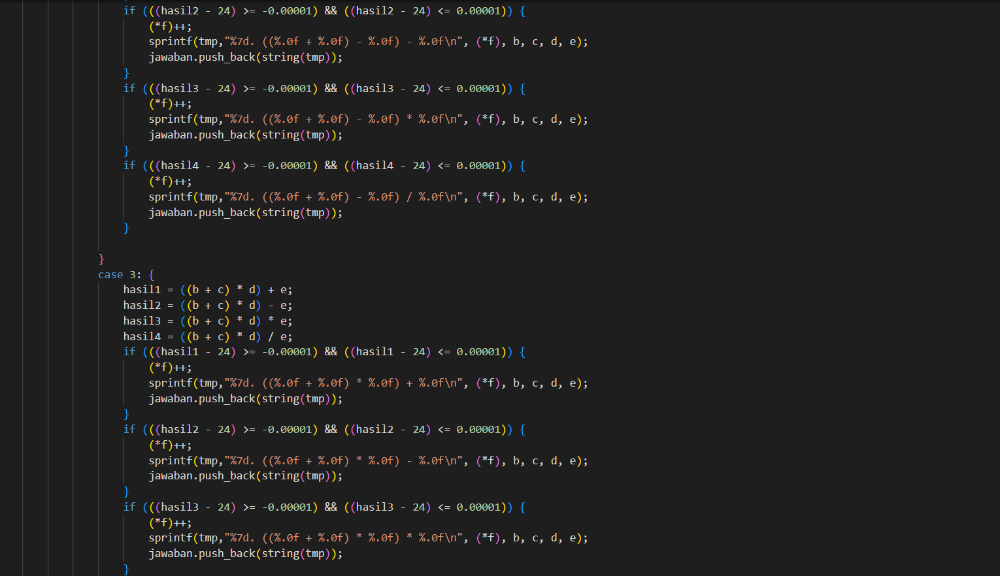 if (((hasil2 - 24) >= -0.00001) && ((hasil2 - 24) <= 0.00001)) {
(*f)++;
sprintf(tmp,"%7d. ((%.0f + %.0f) - %.0f) - %.0f\n", (*f), b, c, d, e);
jawaban.push_back(string(tmp));
}
if (((hasil3 - 24) >= -0.00001) && ((hasil3 - 24) <= 0.00001)) {
(*f)++;
sprintf(tmp,"%7d. ((%.0f + %.0f) - %.0f) * %.0f\n", (*f), b, c, d, e);
jawaban.push_back(string(tmp));
}
if (((hasil4 - 24) >= -0.00001) && ((hasil4 - 24) <= 0.00001)) {
(*f)++;
sprintf(tmp,"%7d. ((%.0f + %.0f) - %.0f) / %.0f\n", (*f), b, c, d, e);
jawaban.push_back(string(tmp));
}
}
case 3: {
hasil1 = ((b + c) * d) + e;
hasil2 = ((b + c) * d) - e;
hasil3 = ((b + c) * d) * e;
hasil4 = ((b + c) * d) / e;
if (((hasil1 - 24) >= -0.00001) && ((hasil1 - 24) <= 0.00001)) {
(*f)++;
sprintf(tmp,"%7d. ((%.0f + %.0f) * %.0f) + %.0f\n", (*f), b, c, d, e);
jawaban.push_back(string(tmp));
}
if (((hasil2 - 24) >= -0.00001) && ((hasil2 - 24) <= 0.00001)) {
(*f)++;
sprintf(tmp,"%7d. ((%.0f + %.0f) * %.0f) - %.0f\n", (*f), b, c, d, e);
jawaban.push_back(string(tmp));
}
if (((hasil3 - 24) >= -0.00001) && ((hasil3 - 24) <= 0.00001)) {
(*f)++;
sprintf(tmp,"%7d. ((%.0f + %.0f) * %.0f) * %.0f\n", (*f), b, c, d, e);
jawaban.push_back(string(tmp));
}